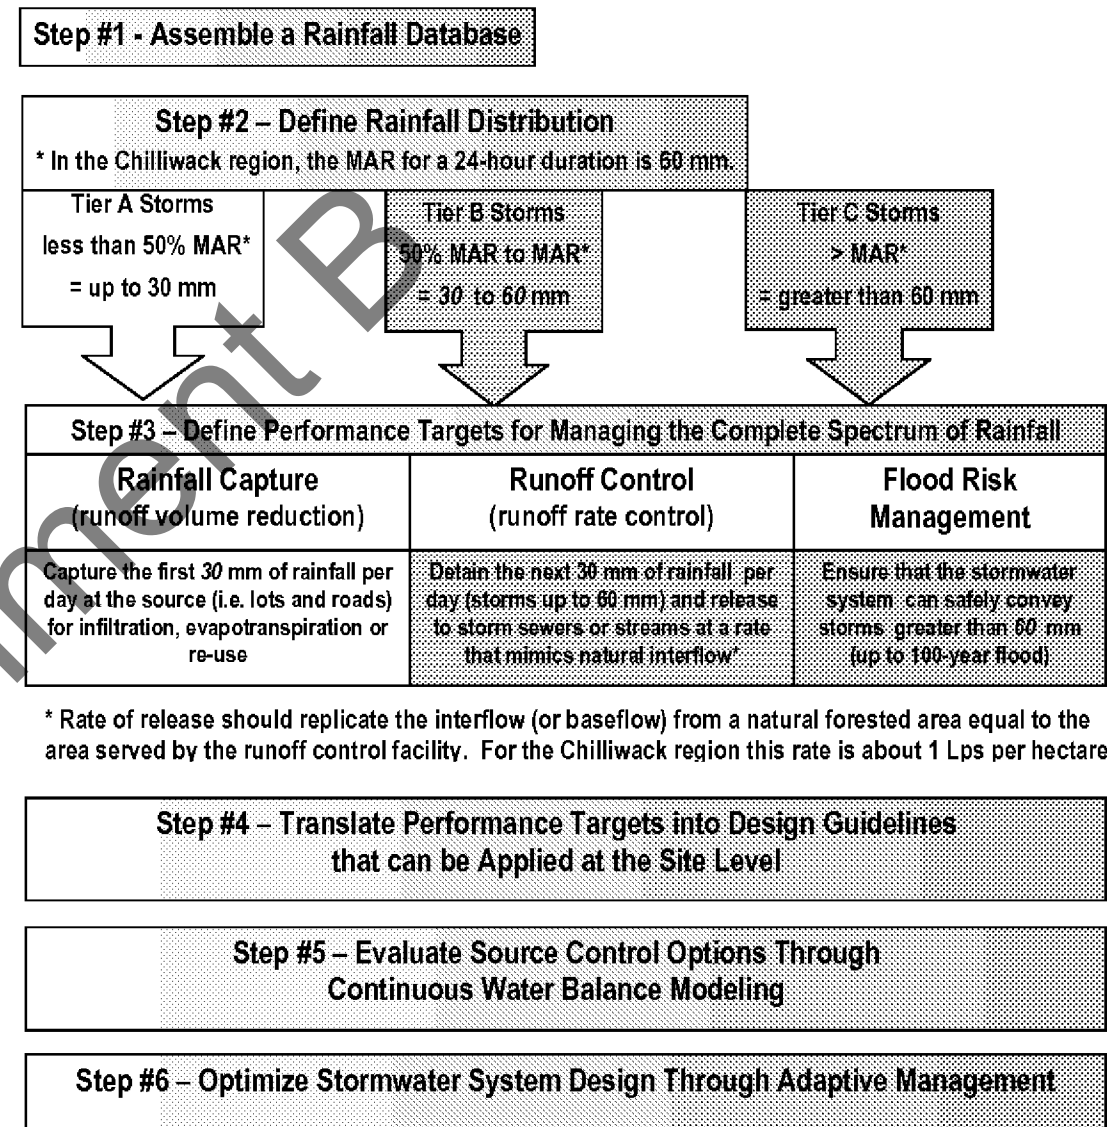 Step #1 - Assemble a Rainfall Database
Step #2 – Define Rainfall Distribution
* In the Chilliwack region, the MAR for a 24-hour duration is 60 mm.
Tier A Storms
less than 50% MAR*
= up to 30 mm
Tier B Storms
50% MAR to MAR*
= 30 to 60 mm
Tier C Storms
> MAR*
= greater than 60 mm
Step #3 – Define Performance Targets for Managing the Complete Spectrum of Rainfall
Rainfall Capture
(runoff volume reduction)
Runoff Control
(runoff rate control)
Flood Risk
Management
Capture the first 30 mm of rainfall per
day at the source (i.e. lots and roads)
for infiltration, evapotranspiration or
re-use
Detain the next 30 mm of rainfall per
day (storms up to 60 mm) and release
to storm sewers or streams at a rate
that mimics natural interflow*
Ensure that the stormwater
system can safely convey
storms greater than 60 mm
(up to 100-year flood)
* Rate of release should replicate the interflow (or baseflow) from a natural forested area equal to the
area served by the runoff control facility. For the Chilliwack region this rate is about 1 Lps per hectare
Step #4 – Translate Performance Targets into Design Guidelines
that can be Applied at the Site Level
Step #5 – Evaluate Source Control Options Through
Continuous Water Balance Modeling
Step #6 – Optimize Stormwater System Design Through Adaptive Management
ment B